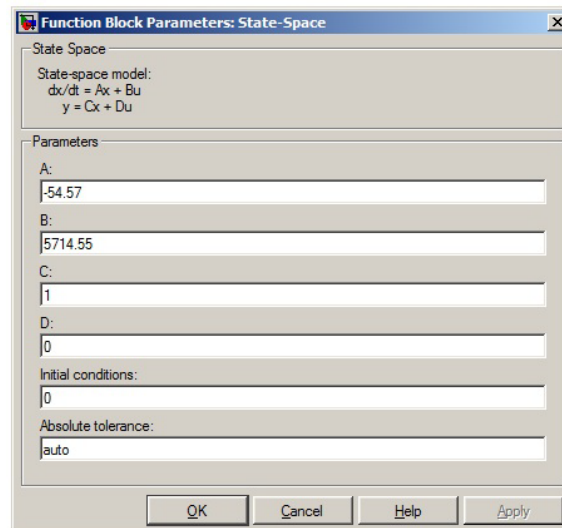 Function Block Parameters: State-Space
State Space
State-space model:
dx/dt = Ax + Bu
y = Cx + Du
Parameters
A:
-54.57
B:
5714.55
C:
1
D:
0
Initial conditions:
0
Absolute tolerance:
auto
OK Cancel Help Apply